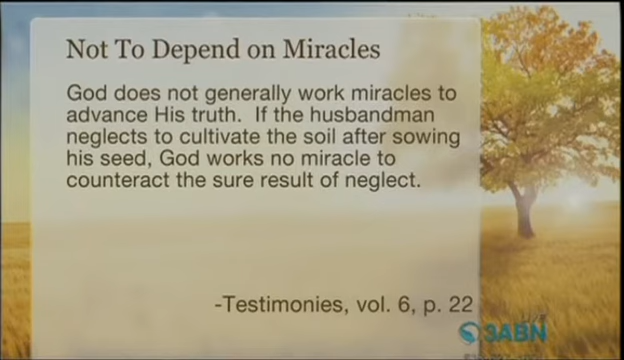 Not To Depend on Miracles
God does not generally work miracles to
advance His truth.  If the husbandman
neglects to cultivate the soil after sowing
his seed, God works no miracle to
counteract the sure result of neglect.
-Testimonies, vol. 6, p. 22
3ABN